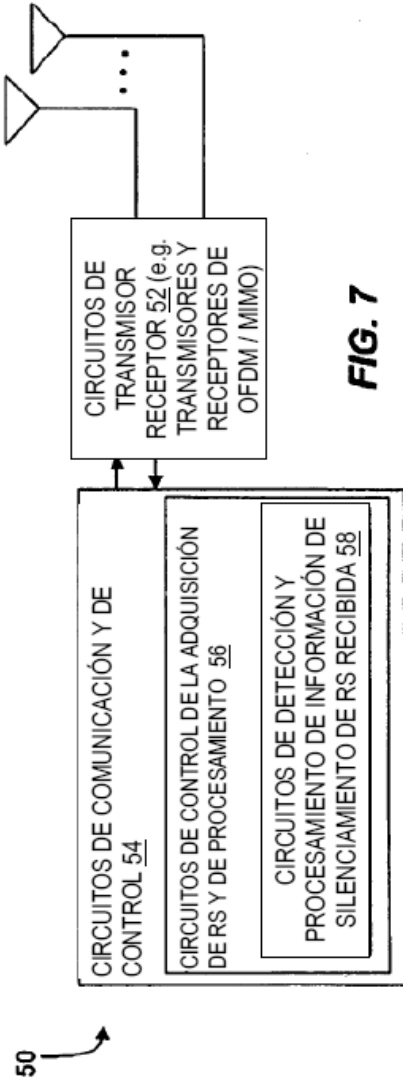 50
CIRCUITOS DE COMUNICACIÓN Y DE
CONTROL 54
CIRCUITOS DE CONTROL DE LA ADQUISICIÓN
DE RS Y DE PROCESAMIENTO 56
CIRCUITOS DE DETECCIÓN Y
PROCESAMIENTO DE INFORMACIÓN DE
SILENCIAMIENTO DE RS RECIBIDA 58
CIRCUITOS DE
TRANSMISOR
RECEPTOR 52 (e.g.
TRANSMISORES Y
RECEPTORES DE
OFDM / MIMO)
FIG. 7